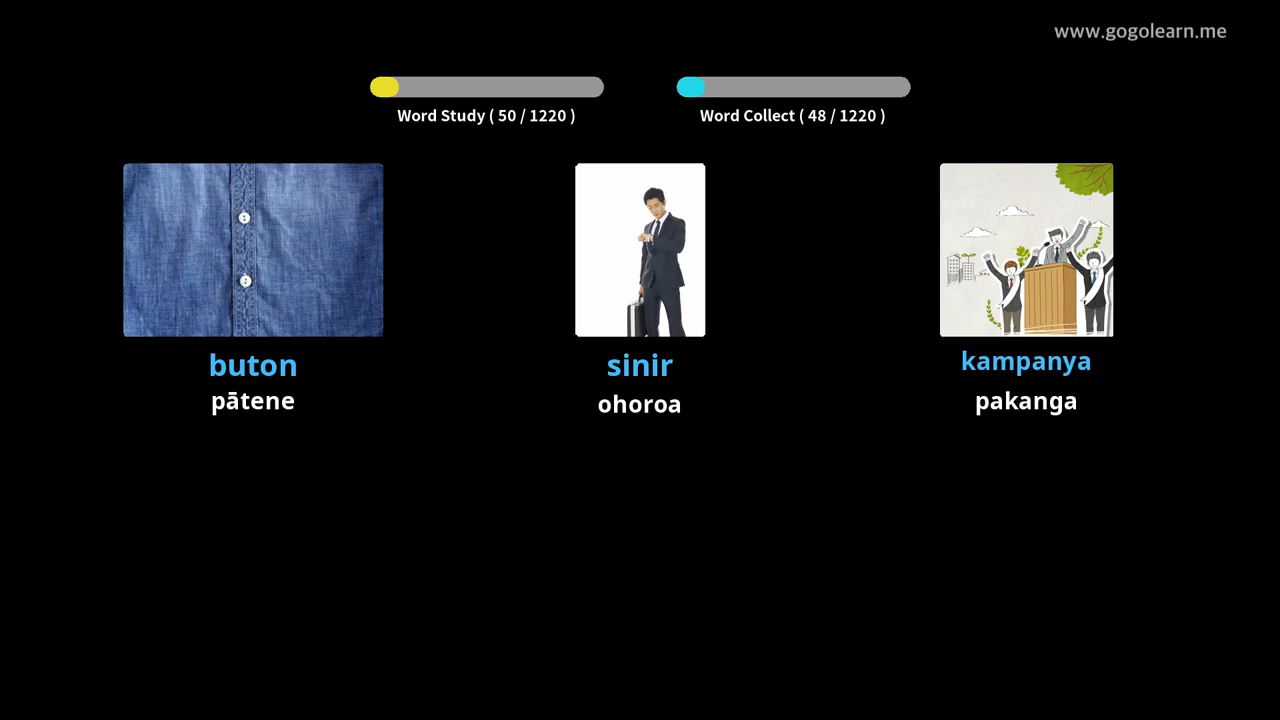 www.gogolearn.me
Word Study ( 50 / 1220 )
Word Collect ( 48 / 1220 )
buton
pātene
sinir
ohoroa
kampanya
pakanga